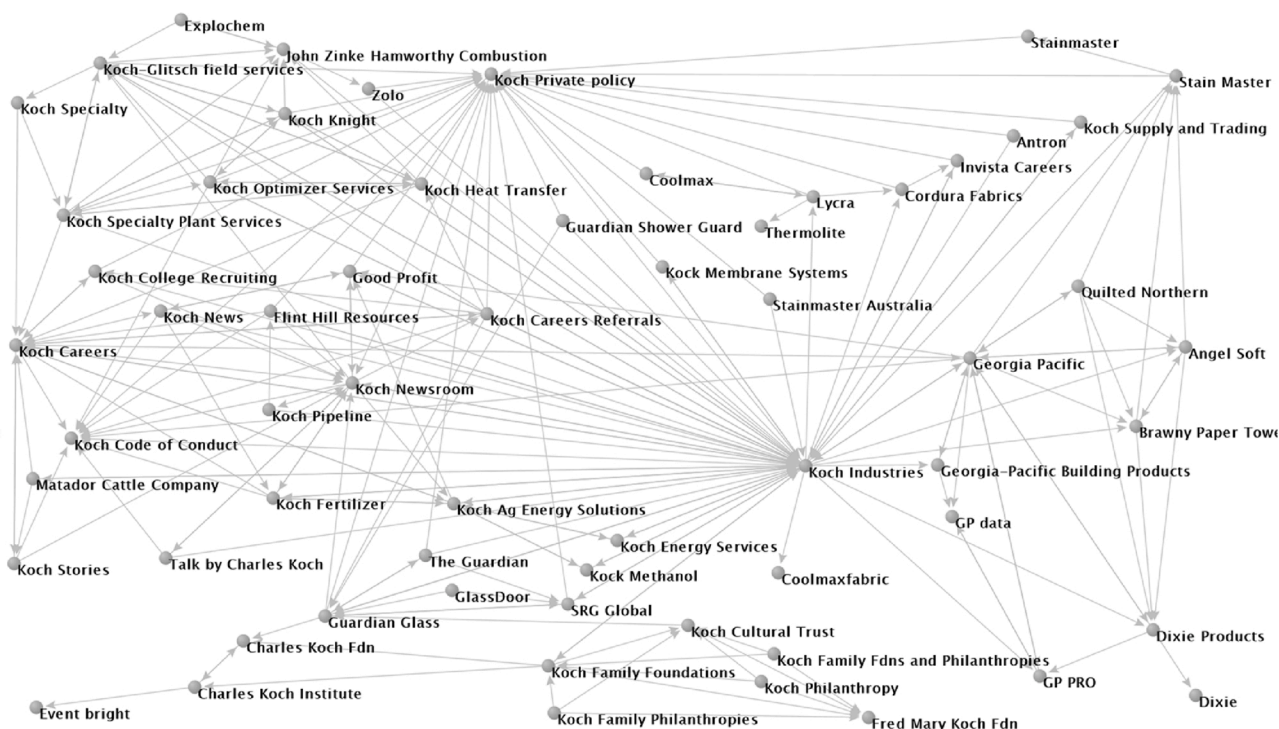 Explochem
Stainmaster
John Zinke Hamworthy Combustion
Koch-Glitsch field services
Koch Private policy
Stain Master
Zolo
Koch Specialty
Koch Knight
Koch Supply and Trading
Antron
Invista Careers
Coolmax
Koch Optimizer Services
Koch Heat Transfer
Cordura Fabrics
Lycra
Koch Specialty Plant Services
Guardian Shower Guard
Thermolite
Kock Membrane Systems
Koch College Recruiting
Good Profit
Quilted Northern
Stainmaster Australia
Koch News
Flint Hill Resources
Koch Careers Referrals
Koch Careers
Angel Soft
Georgia Pacific
Koch Newsroom
Koch Pipeline
Brawny Paper Towe
Koch Code of Conduct
Koch Industries
Georgia-Pacific Building Products
Matador Cattle Company
Koch Fertilizer
Koch Ag Energy Solutions
GP data
Koch Energy Services
The Guardian
Talk by Charles Koch
Koch Stories
Kock Methanol
Coolmaxfabric
GlassDoor
SRG Global
Guardian Glass
Koch Cultural Trust
Dixie Products
Charles Koch Fdn
Koch Family Fdns and Philanthropies
Koch Family Foundations
GP PRO
Koch Philanthropy
Charles Koch Institute
Dixie
Event bright
Koch Family Philanthropies
Fred Mary Koch Fdn